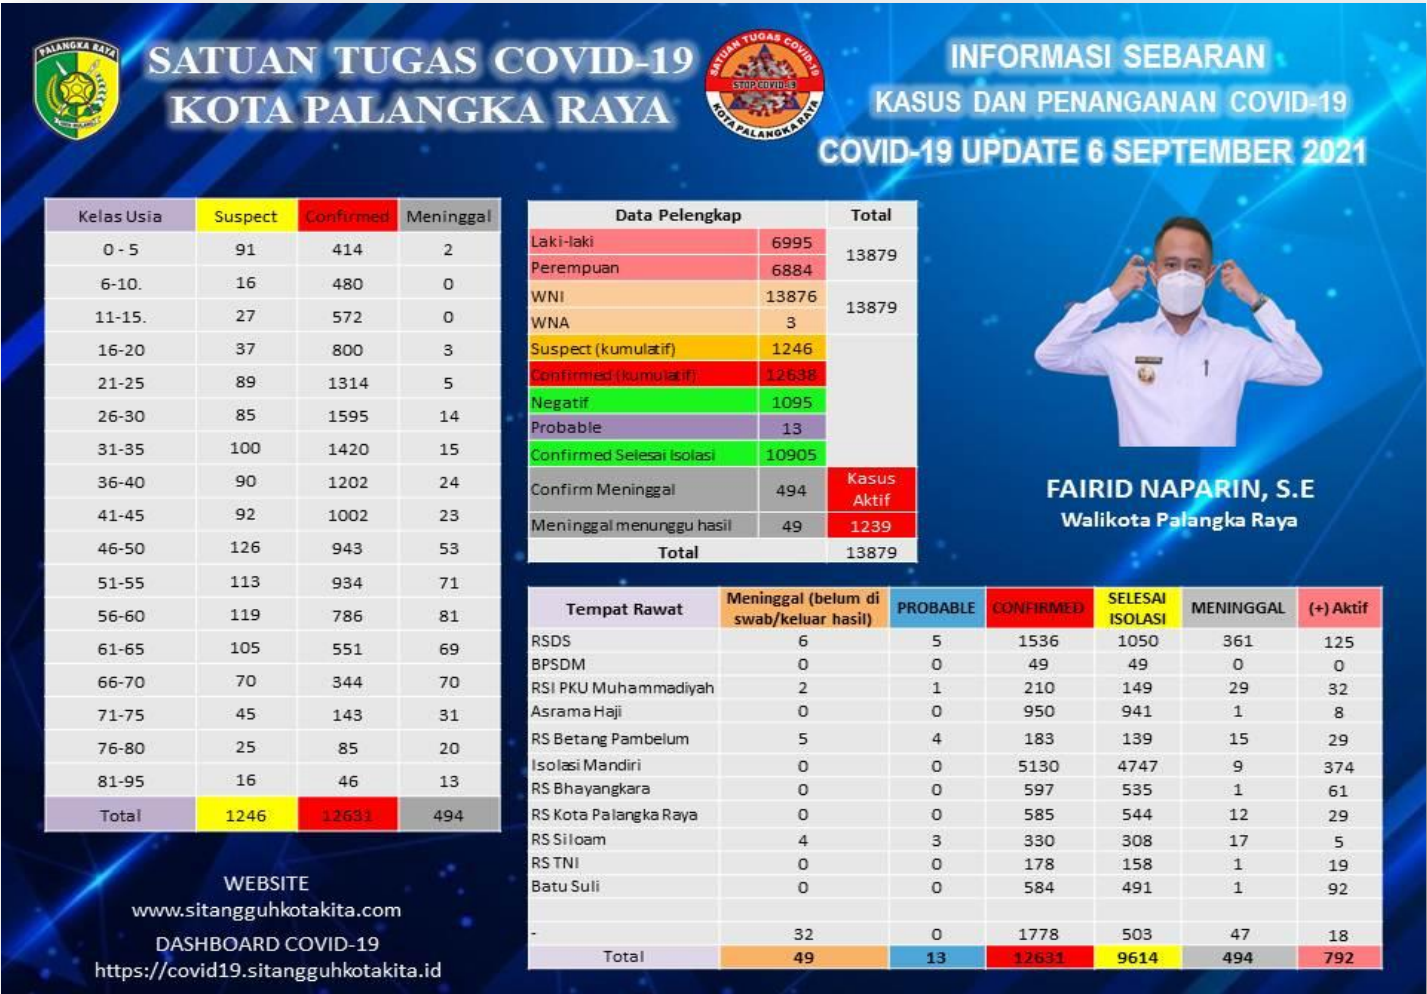 PALANGKA RAYA
SATUAN TUGAS COVID-19
KOTA PALANGKA RAYA
SATUAN TUGAS COVID-19
STOP COVID-19
KOTA PALANGKA RAYA
INFORMASI SEBARAN
KASUS DAN PENANGANAN COVID-19
COVID-19 UPDATE 6 SEPTEMBER 2021
Kelas Usia Suspect Confirmed Meninggal
0 - 5 91 414 2
6-10. 16 480 0
11-15. 27 572 0
16-20 37 800 3
21-25 89 1314 5
26-30 85 1595 14
31-35 100 1420 15
36-40 90 1202 24
41-45 92 1002 23
46-50 126 943 53
51-55 113 934 71
56-60 119 786 81
61-65 105 551 69
66-70 70 344 70
71-75 45 143 31
76-80 25 85 20
81-95 16 46 13
Total 1246 12631 494
WEBSITE
www.sitangguhkotakita.com
DASHBOARD COVID-19
https://covid19.sitangguhkotakita.id
Data Pelengkap Total
Laki-laki 6995 13879
Perempuan 6884
WNI 13876 13879
WNA 3
Suspect (kumulatif) 1246
Confirmed (kumulatif) 12638
Negatif 1095
Probable 13
Confirmed Selesai Isolasi 10905
Confirm Meninggal 494 Kasus Aktif
Meninggal menunggu hasil 49 1239
Total 13879
FAIRID NAPARIN, S.E
Walikota Palangka Raya
Tempat Rawat Meninggal (belum di swab/keluar hasil) PROBABLE CONFIRMED SELESAI ISOLASI MENINGGAL (+) Aktif
RSDS 6 5 1536 1050 361 125
BPSDM 0 0 49 49 0 0
RSI PKU Muhammadiyah 2 1 210 149 29 32
Asrama Haji 0 0 950 941 1 8
RS Betang Pambelum 5 4 183 139 15 29
Isolasi Mandiri 0 0 5130 4747 9 374
RS Bhayangkara 0 0 597 535 1 61
RS Kota Palangka Raya 0 0 585 544 12 29
RS Siloam 4 3 330 308 17 5
RS TNI 0 0 178 158 1 19
Batu Suli 0 0 584 491 1 92
- 32 0 1778 503 47 18
Total 49 13 12631 9614 494 792